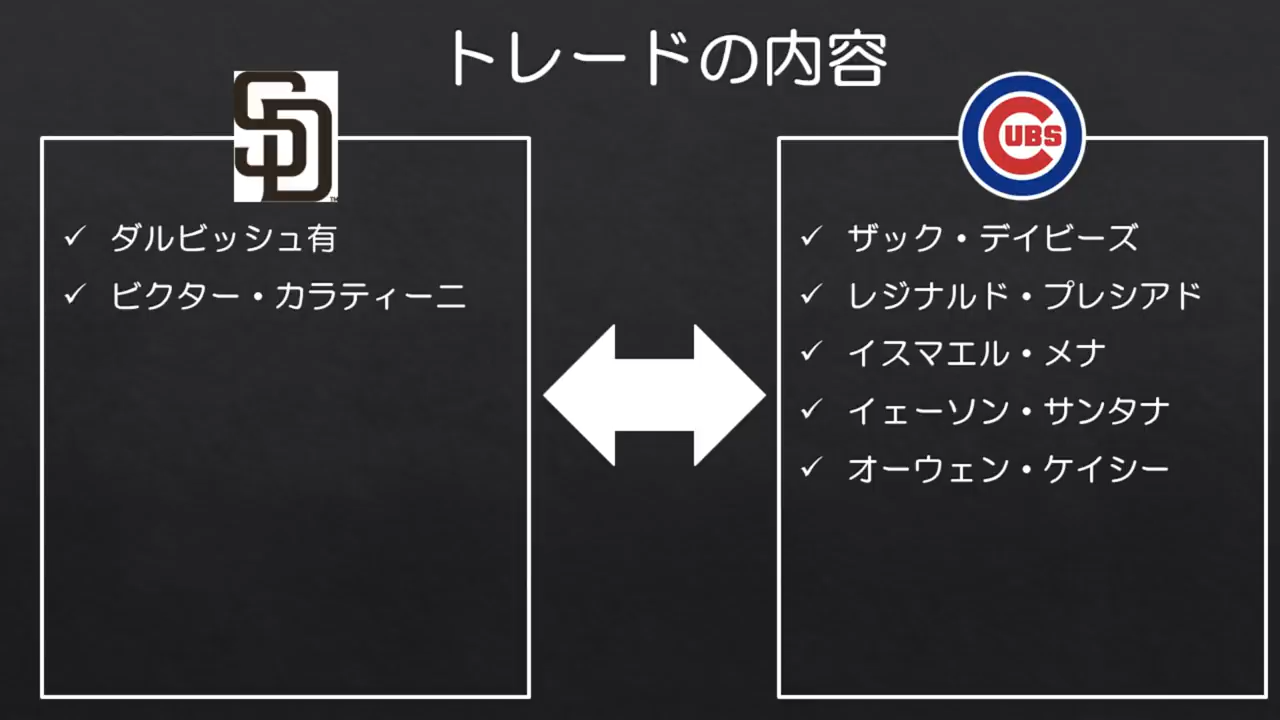 トレードの内容
SD
TM
✓ ダルビッシュ有
✓ ビクター・カラティーニ
CUBS
✓ ザック・デイビーズ
✓ レジナルド・プレシアド
✓ イスマエル・メナ
✓ イェーソン・サンタナ
✓ オーウェン・ケイシー